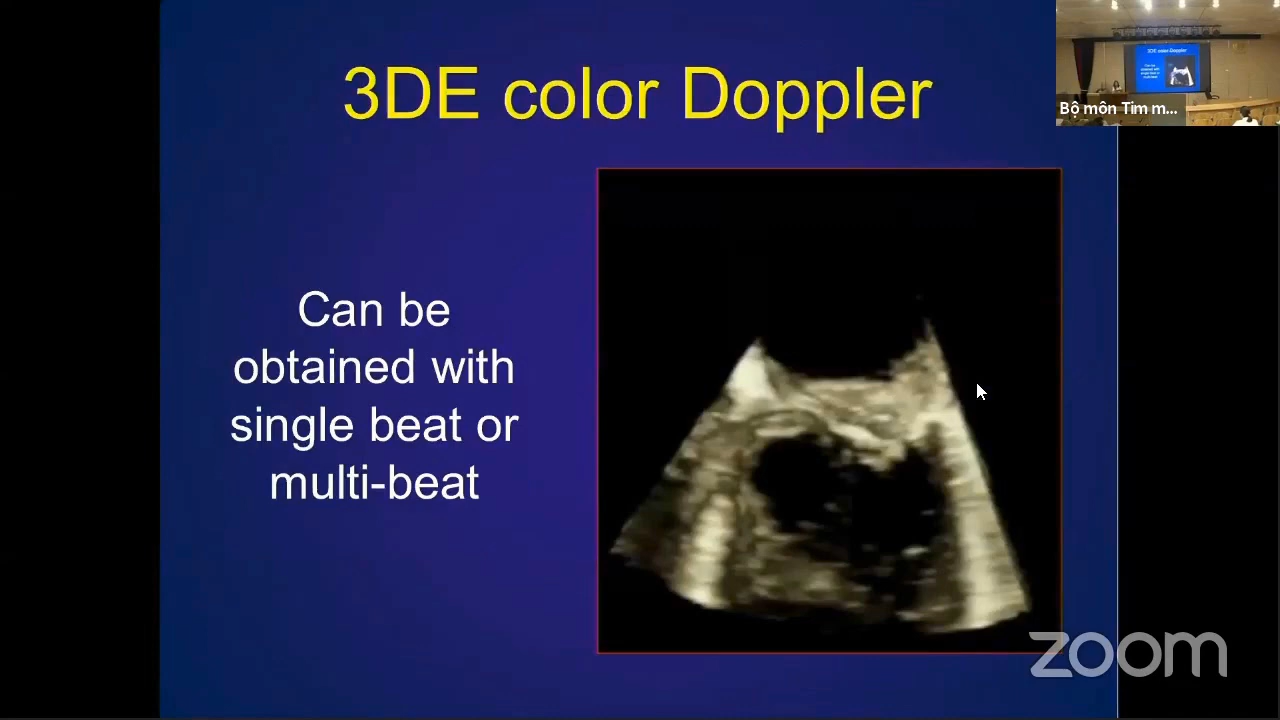 3DE color Doppler
Bộ môn Tim m...
Can be
obtained with
single beat or
multi-beat
zoom